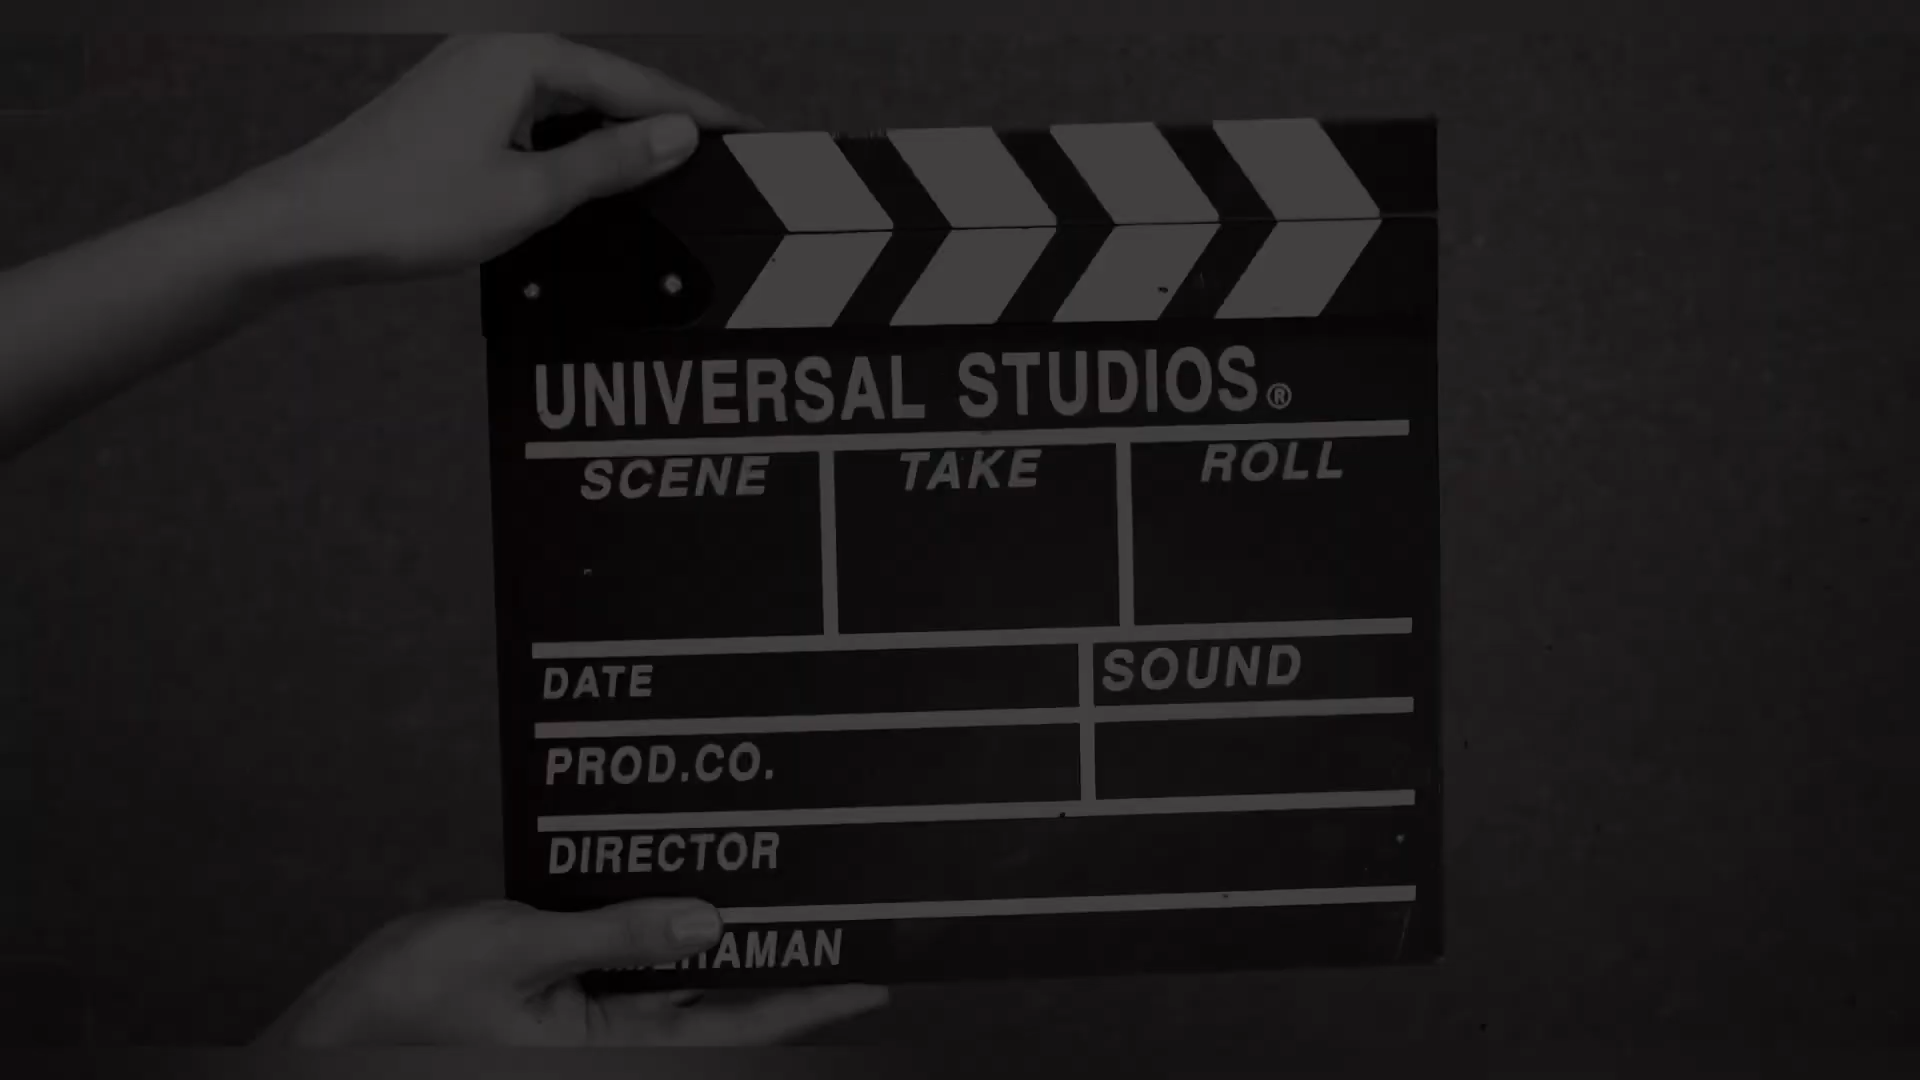 UNIVERSAL STUDIOS®
SCENE TAKE ROLL
DATE SOUND
PROD.CO.
DIRECTOR